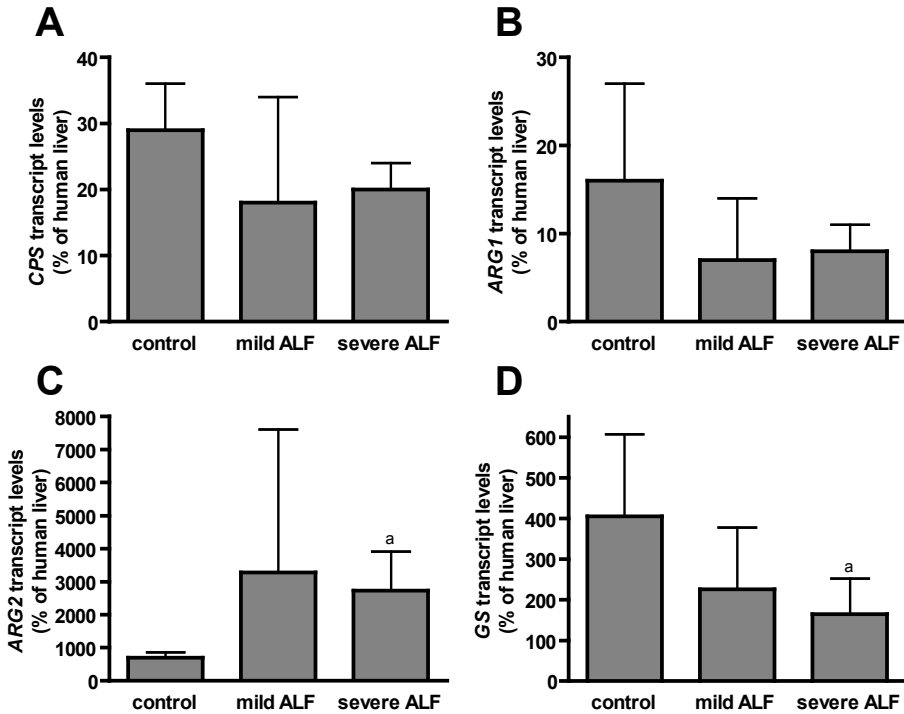 A
CPS transcript levels
(% of human liver)
40
30
20
10
0
control mild ALF severe ALF
B
ARG1 transcript levels
(% of human liver)
30
20
10
0
control mild ALF severe ALF
C
ARG2 transcript levels
(% of human liver)
8000
7000
6000
5000
4000
3000
2000
1000
0
a
control mild ALF severe ALF
D
GS transcript levels
(% of human liver)
600
500
400
300
200
100
0
a
control mild ALF severe ALF